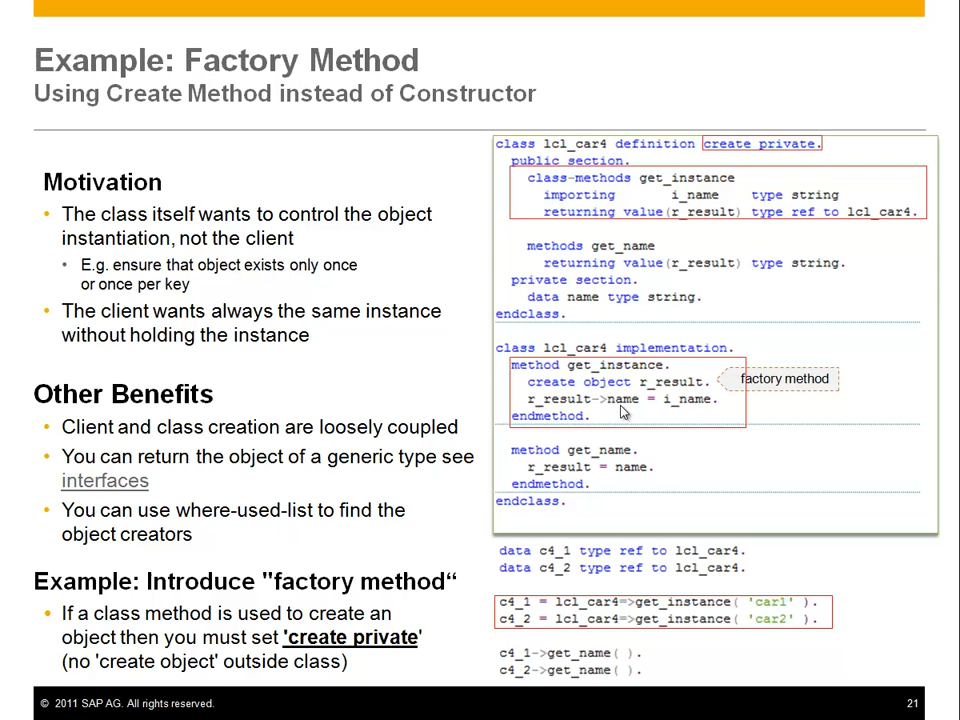 Example: Factory Method
Using Create Method instead of Constructor
Motivation
• The class itself wants to control the object
instantiation, not the client
• E.g. ensure that object exists only once
or once per key
• The client wants always the same instance
without holding the instance
Other Benefits
• Client and class creation are loosely coupled
• You can return the object of a generic type see
interfaces
• You can use where-used-list to find the
object creators
Example: Introduce "factory method“
• If a class method is used to create an
object then you must set 'create private'
(no 'create object' outside class)
class lcl_car4 definition create private.
public section.
class-methods get_instance
importing i_name type string
returning value(r_result) type ref to lcl_car4.
methods get_name
returning value(r_result) type string.
private section.
data name type string.
endclass.
class lcl_car4 implementation.
method get_instance.
create object r_result.
r_result->name = i_name.
endmethod.
factory method
method get_name.
r_result = name.
endmethod.
endclass.
data c4_1 type ref to lcl_car4.
data c4_2 type ref to lcl_car4.
c4_1 = lcl_car4=>get_instance( 'car1' ).
c4_2 = lcl_car4=>get_instance( 'car2' ).
c4_1->get_name( ).
c4_2->get_name( ).
© 2011 SAP AG. All rights reserved.
21